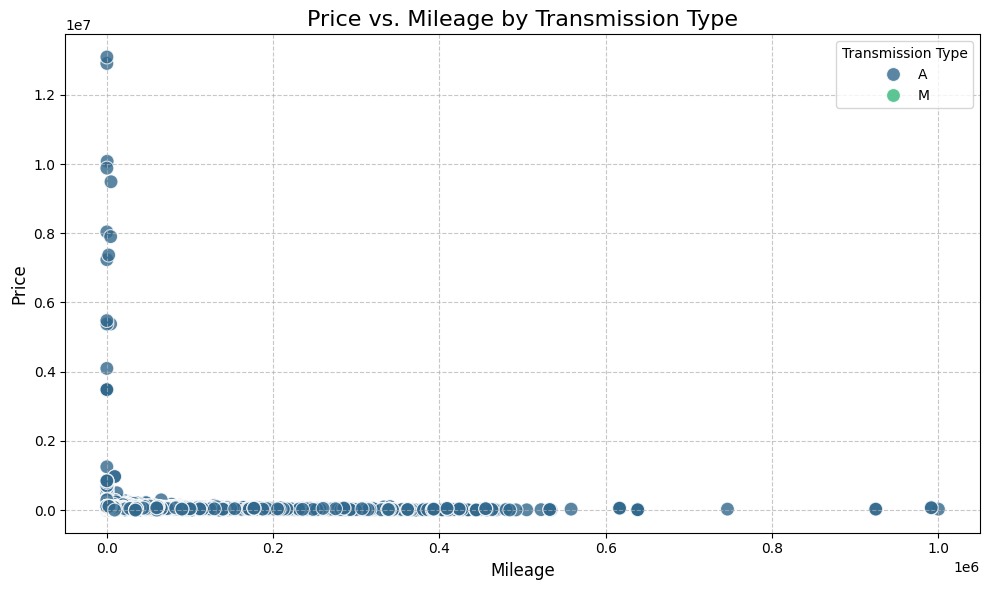 Price vs. Mileage by Transmission Type
1e7
Transmission Type
A
M
1.2
1.0
0.8
0.6
0.4
0.2
0.0
Price
0.0 0.2 0.4 0.6 0.8 1.0
1e6
Mileage